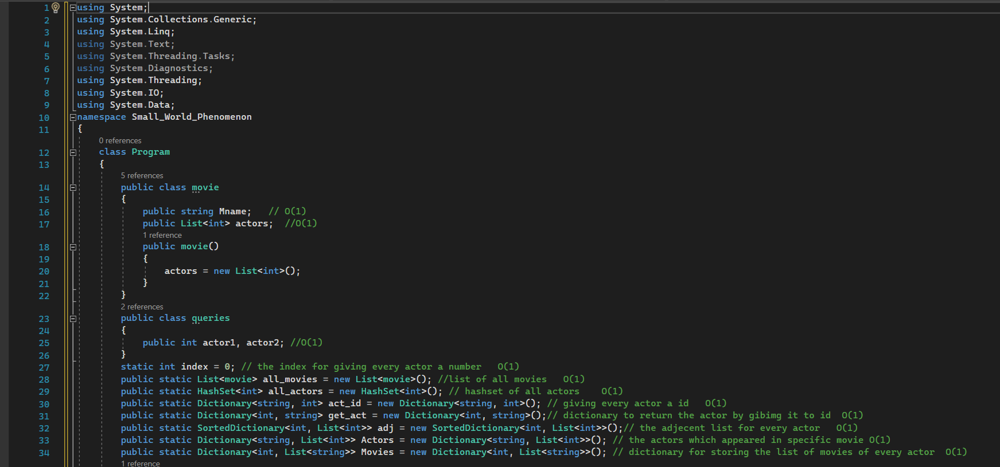 1 using System;
2 using System.Collections.Generic;
3 using System.Linq;
4 using System.Text;
5 using System.Threading.Tasks;
6 using System.Diagnostics;
7 using System.Threading;
8 using System.IO;
9 using System.Data;
10 namespace Small_World_Phenomenon
11 {
0 references
12 class Program
13 {
5 references
14 public class movie
15 {
16 public string Mname;   // O(1)
17 public List<int> actors;  //O(1)
1 reference
18 public movie()
19 {
20 actors = new List<int>();
21 }
22 }
2 references
23 public class queries
24 {
25 public int actor1, actor2; //O(1)
26 }
27 static int index = 0; // the index for giving every actor a number   O(1)
28 public static List<movie> all_movies = new List<movie>(); //list of all movies   O(1)
29 public static HashSet<int> all_actors = new HashSet<int>(); // hashset of all actors    O(1)
30 public static Dictionary<string, int> act_id = new Dictionary<string, int>(); // giving every actor a id   O(1)
31 public static Dictionary<int, string> get_act = new Dictionary<int, string>();// dictionary to return the actor by gibimg it to id  O(1)
32 public static SortedDictionary<int, List<int>> adj = new SortedDictionary<int, List<int>>();// the adjecent list for every actor   O(1)
33 public static Dictionary<string, List<int>> Actors = new Dictionary<string, List<int>>(); // the actors which appeared in specific movie O(1)
34 public static Dictionary<int, List<string>> Movies = new Dictionary<int, List<string>>(); // dictionary for storing the list of movies of every actor  O(1)
1 reference